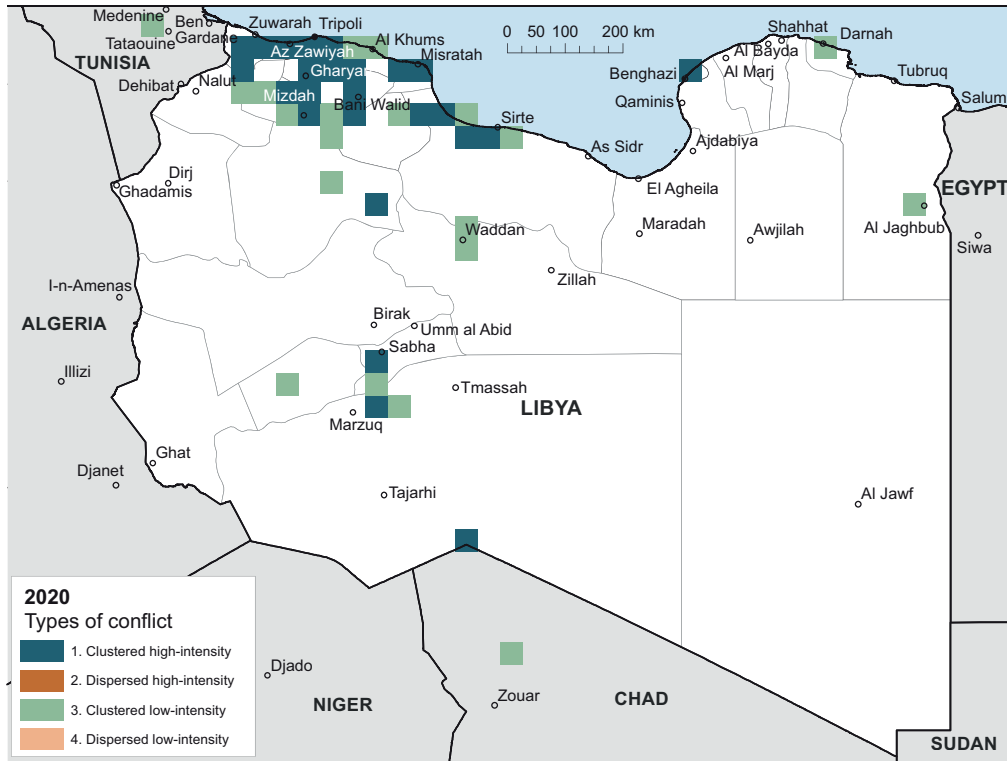 Medenine
Ben
Gardane
Tataouine
TUNISIA
Zuwarah
Tripoli
Az Zawiyah
Al Khums
Misratah
Gharyar
Dehibat
Nalut
Mizdah
Bani Walid
0 50 100 200 km
Shahhat
Al Bayda
Darnah
Al Marj
Benghazi
Tubruq
Qaminis
Salum
Sirte
As Sidr
Ajdabiya
Dirj
Ghadamis
El Agheila
EGYPT
Waddan
Maradah
Awjilah
Al Jaghbub
Siwa
Zillah
I-n-Amenas
ALGERIA
Birak
Umm al Abid
Sabha
Illizi
Tmassah
LIBYA
Marzuq
Ghat
Djanet
Tajarhi
Al Jawf
2020
Types of conflict
1. Clustered high-intensity
2. Dispersed high-intensity
3. Clustered low-intensity
4. Dispersed low-intensity
Djado
NIGER
Zouar
CHAD
SUDAN